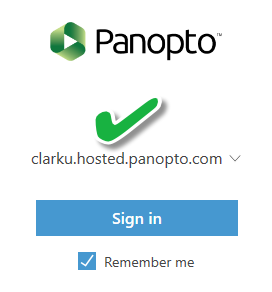 Panopto™
clarku.hosted.panopto.com
Sign in
Remember me